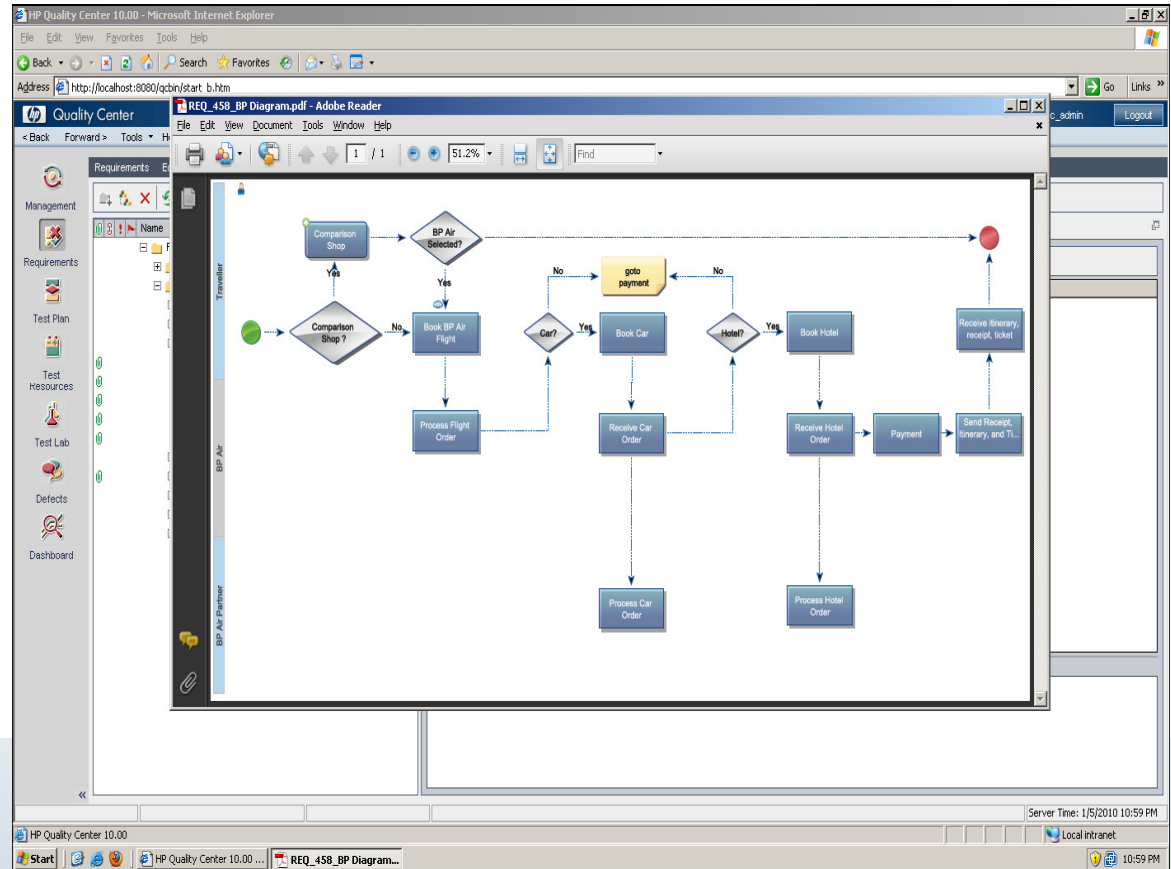 HP Quality Center 10.00 - Microsoft Internet Explorer
File Edit View Favorites Tools Help
Back Search Favorites
Address http://localhost:8080/qcbin/start_b.htm Go Links »
Quality Center Logout
< Back Forward > Tools
REQ_458_BP Diagram.pdf - Adobe Reader
File Edit View Document Tools Window Help
1 / 1 51.2% Find
Requirements
Name
Management
Requirements
Test Plan
Test
Resources
Test Lab
Defects
Dashboard
Traveller
BP Air
BP Air Partner
Comparison
Shop
BP Air
Selected?
Yes
Yes
Comparison
Shop ?
No
Book BP Air
Flight
Process Flight
Order
No
goto
payment
No
Car?
Yes
Book Car
Hotel?
Yes
Book Hotel
Receive itinerary,
receipt, ticket
Receive Car
Order
Receive Hotel
Order
Payment
Send Receipt,
Itinerary, and Ti...
Process Car
Order
Process Hotel
Order
«
Server Time: 1/5/2010 10:59 PM
HP Quality Center 10.00
Local intranet
Start
HP Quality Center 10.00 ...
REQ_458_BP Diagram...
10:59 PM